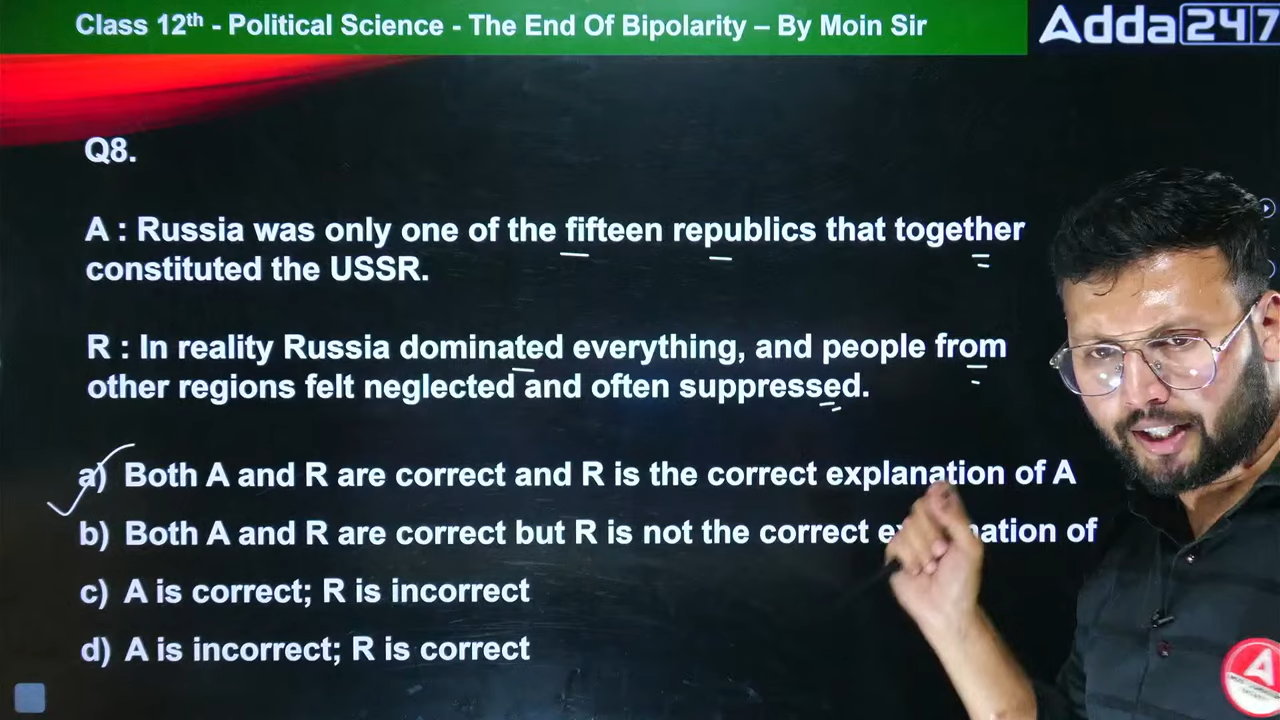 Class 12th - Political Science - The End Of Bipolarity – By Moin Sir
Adda247
Q8.
A : Russia was only one of the fifteen republics that together
constituted the USSR.
R : In reality Russia dominated everything, and people from
other regions felt neglected and often suppressed.
a) Both A and R are correct and R is the correct explanation of A
b) Both A and R are correct but R is not the correct of
c) A is correct; R is incorrect
d) A is incorrect; R is correct